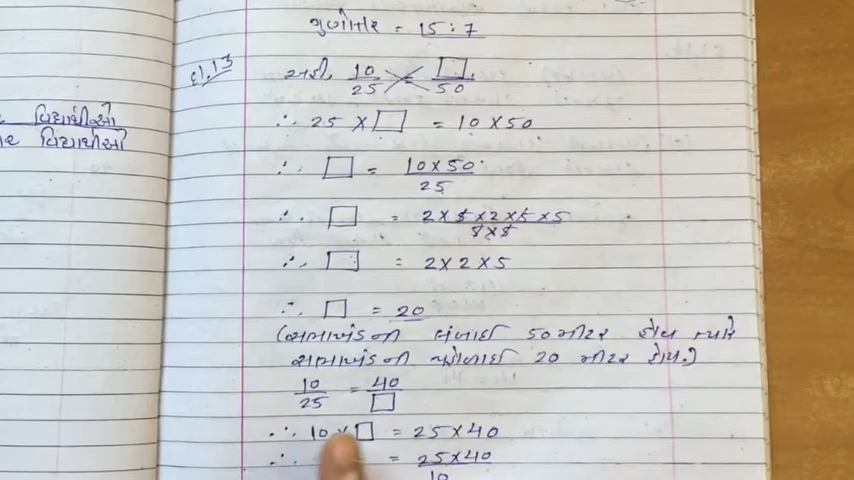 વિદ્યાર્થીઓ
વિદ્યાર્થીઓ
ગુણોત્તર = 15 : 7
દા.13 અહીં, 10/25 = □/50
∴ 25 × □ = 10 × 50
∴ □ = 10 × 50 / 25
∴ □ = 2 × 5 × 2 × 5 × 5 / 5 × 5
∴ □ = 2 × 2 × 5
∴ □ = 20
(સભાખંડની લંબાઈ 50 મીટર હોય ત્યારે
સભાખંડની પહોળાઈ 20 મીટર હોય.)
10/25 = 40/□
∴ 10 × □ = 25 × 40
∴ = 25 × 40 / 10